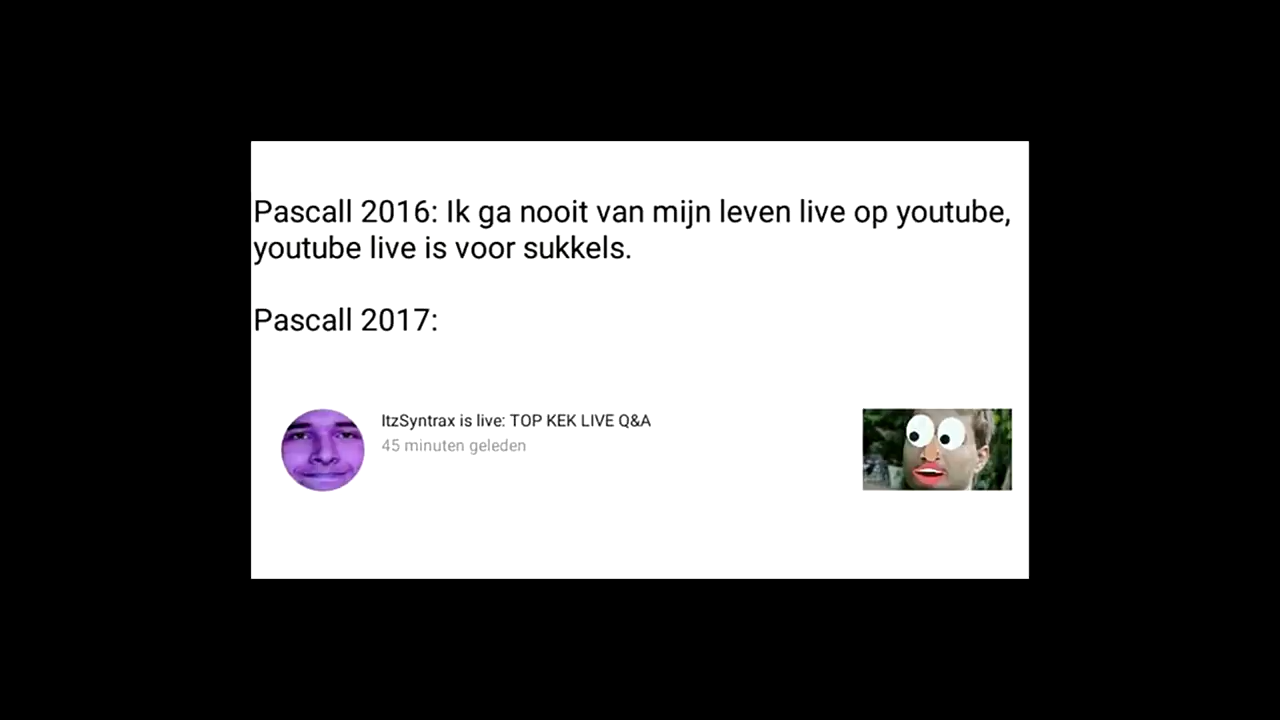 Pascall 2016: Ik ga nooit van mijn leven live op youtube,
youtube live is voor sukkels.
Pascall 2017:
ItzSyntrax is live: TOP KEK LIVE Q&A
45 minuten geleden